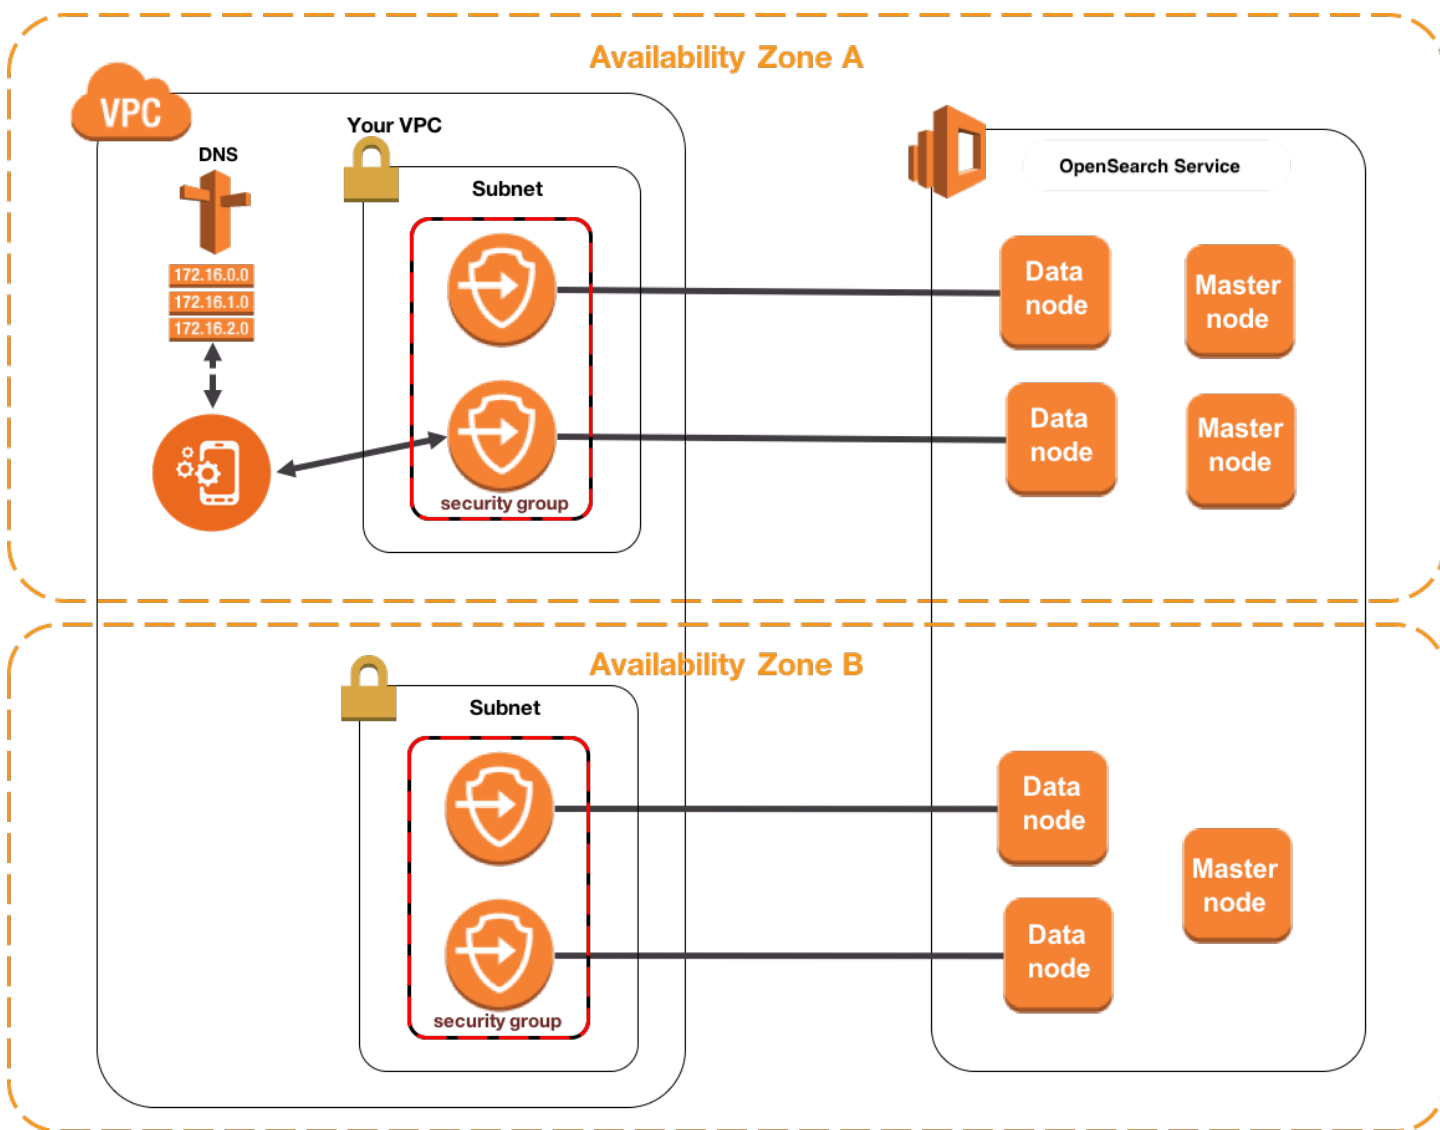 Availability Zone A
VPC
Your VPC
DNS
OpenSearch Service
Subnet
172.16.0.0
172.16.1.0
172.16.2.0
Data
node
Master
node
Data
node
Master
node
security group
Availability Zone B
Subnet
Data
node
Master
node
Data
node
security group